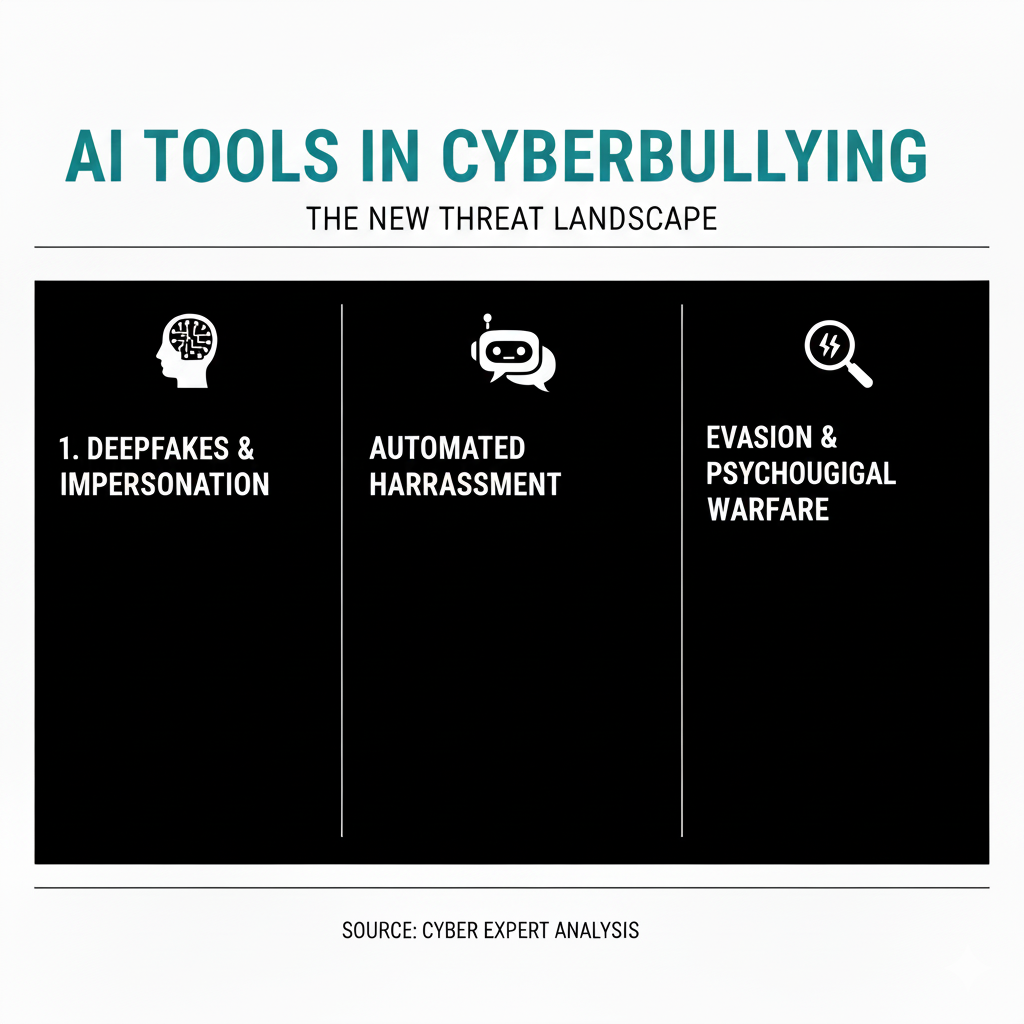 AI TOOLS IN CYBERBULLYING
THE NEW THREAT LANDSCAPE
1. DEEPFAKES &
IMPERSONATION
AUTOMATED
HARRASSMENT
EVASION &
PSYCHOUGIGAL
WARFARE
SOURCE: CYBER EXPERT ANALYSIS